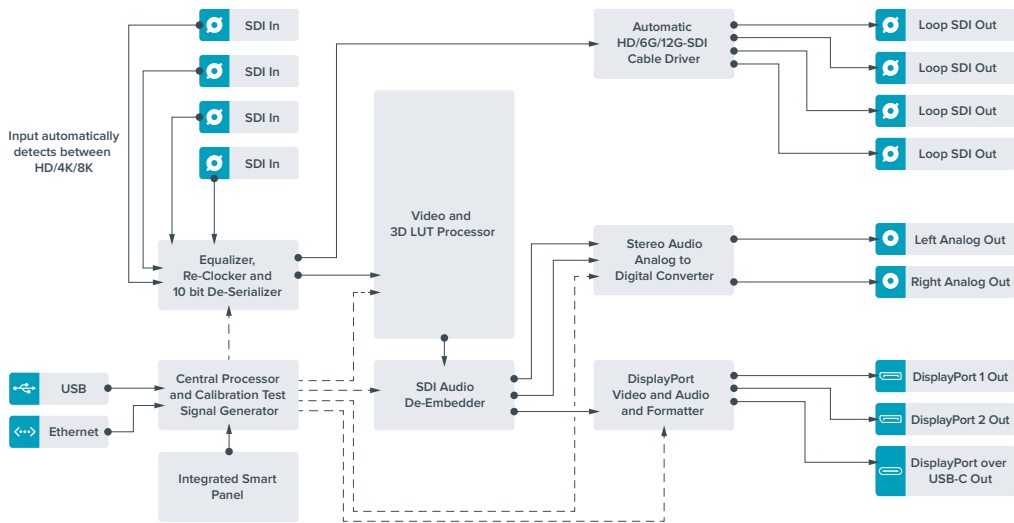 SDI In
SDI In
SDI In
SDI In
Input automatically
detects between
HD/4K/8K
Automatic
HD/6G/12G-SDI
Cable Driver
Loop SDI Out
Loop SDI Out
Loop SDI Out
Loop SDI Out
Video and
3D LUT Processor
Equalizer,
Re-Clocker and
10 bit De-Serializer
Stereo Audio
Analog to
Digital Converter
Left Analog Out
Right Analog Out
USB
Ethernet
Central Processor
and Calibration Test
Signal Generator
SDI Audio
De-Embedder
DisplayPort
Video and Audio
and Formatter
DisplayPort 1 Out
DisplayPort 2 Out
DisplayPort over
USB-C Out
Integrated Smart
Panel